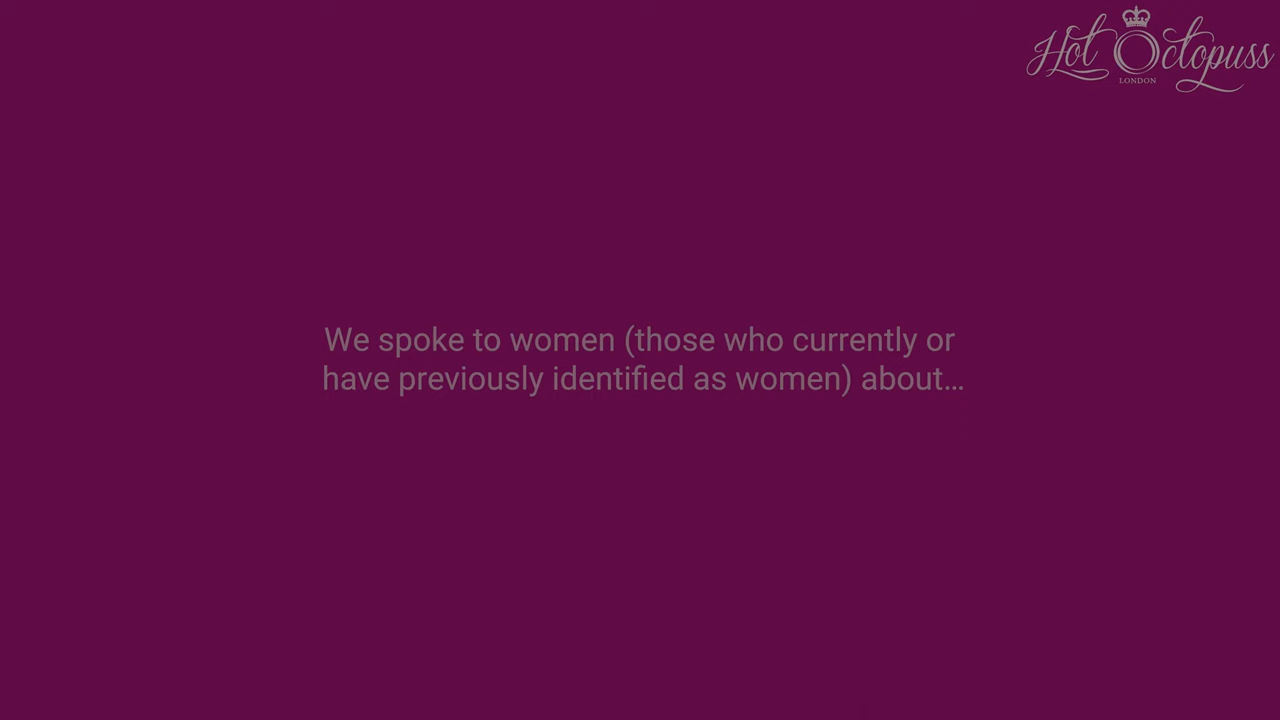 Hot Octopuss
LONDON
We spoke to women (those who currently or
have previously identified as women) about...